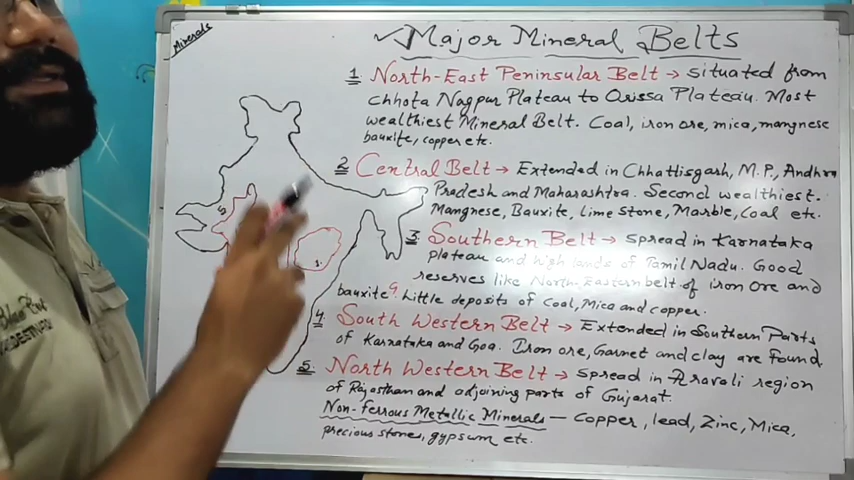 Minerals
✓Major Mineral Belts
1. North-East Peninsular Belt → situated from
Chhota Nagpur Plateau to Orissa Plateau. Most
wealthiest Mineral Belt. Coal, iron ore, mica, mangnese
bauxite, copper etc.
2 Central Belt → Extended in Chhattisgarh, M.P., Andhra
Pradesh and Maharashtra. Second wealthiest.
Mangnese, Bauxite, Lime stone, Marble, Coal etc.
3. Southern Belt → spread in Karnataka
plateau and high lands of Tamil Nadu. Good
reserves like North-Eastern belt of iron ore and
bauxite. Little deposits of Coal, Mica and copper.
4. South Western Belt → Extended in Southern Parts
of Karnataka and Goa. Iron ore, Garnet and clay are found
5. North Western Belt → spread in Aravali region
of Rajasthan and adjoining parts of Gujarat.
Non-Ferrous Metallic Minerals — Copper, lead, Zinc, Mica,
precious stones, gypsum etc.
5
1.